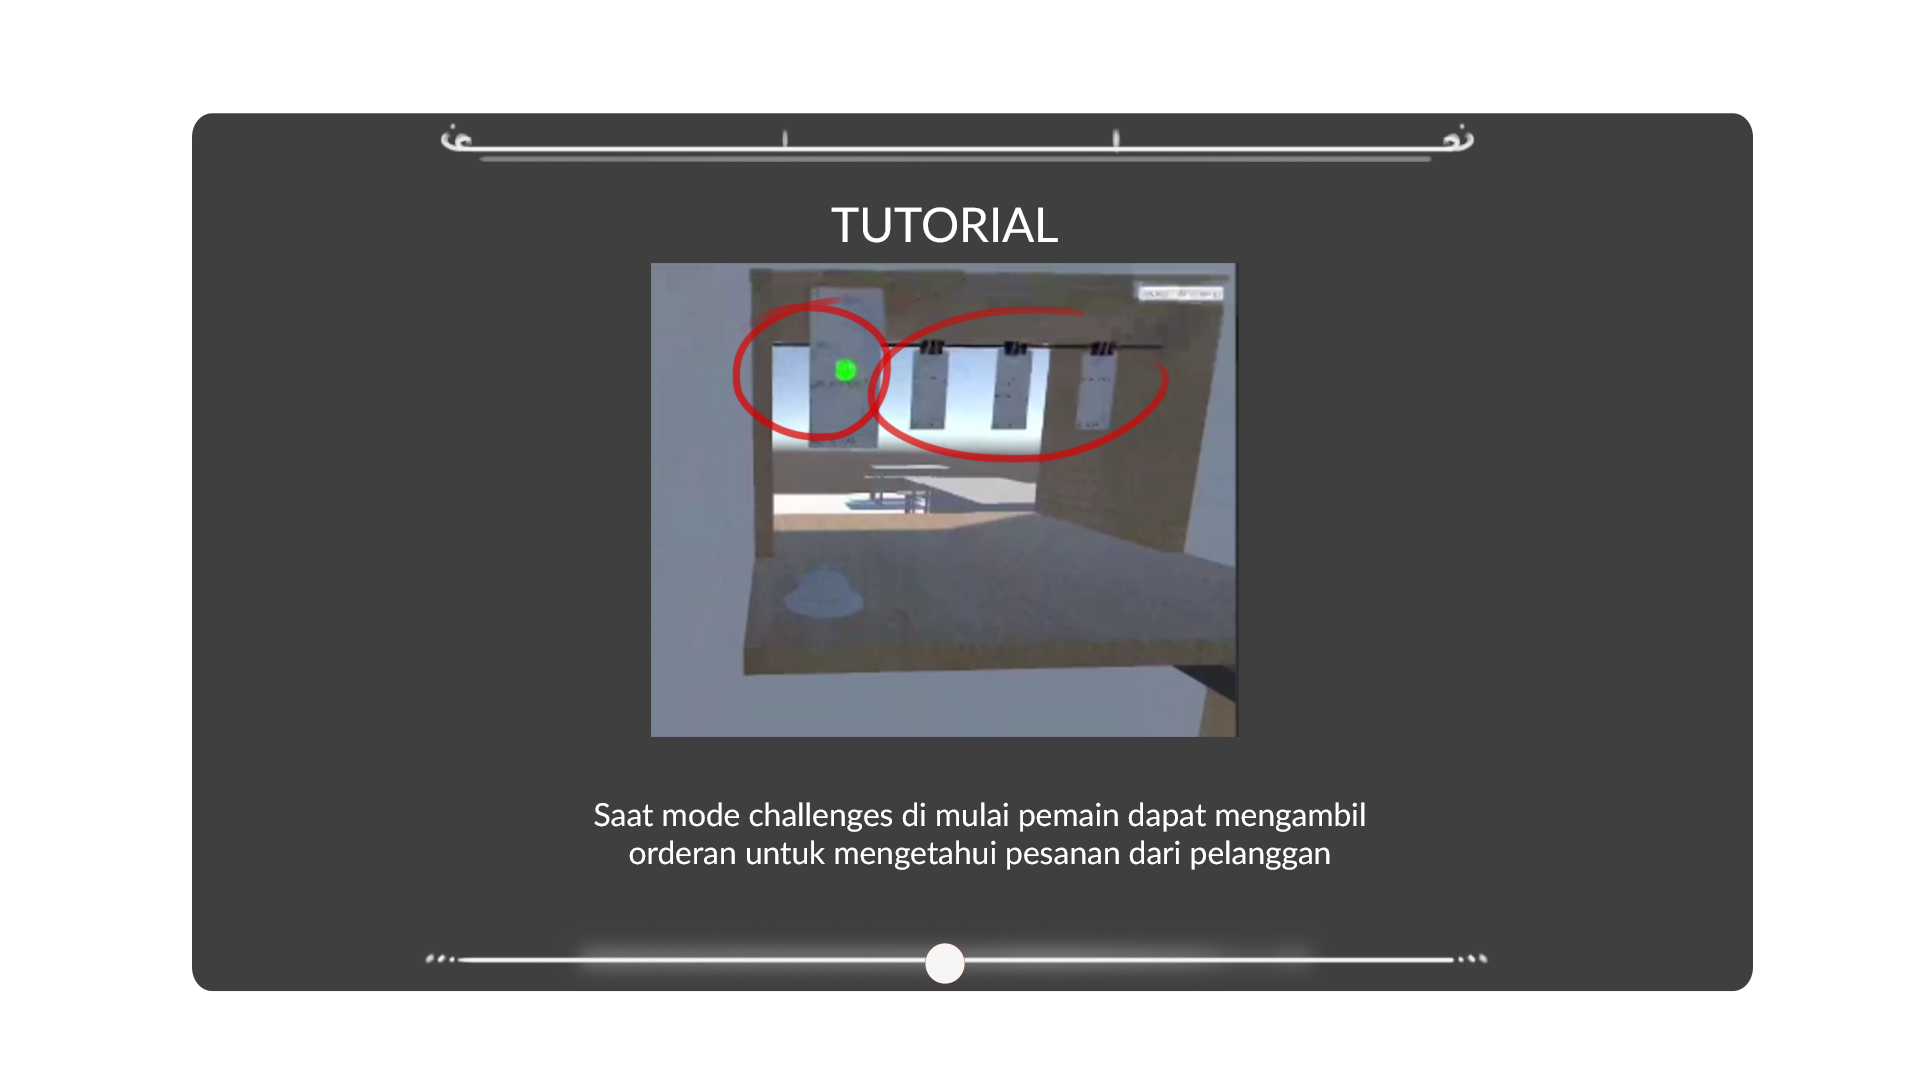 TUTORIAL
Saat mode challenges di mulai pemain dapat mengambil
orderan untuk mengetahui pesanan dari pelanggan